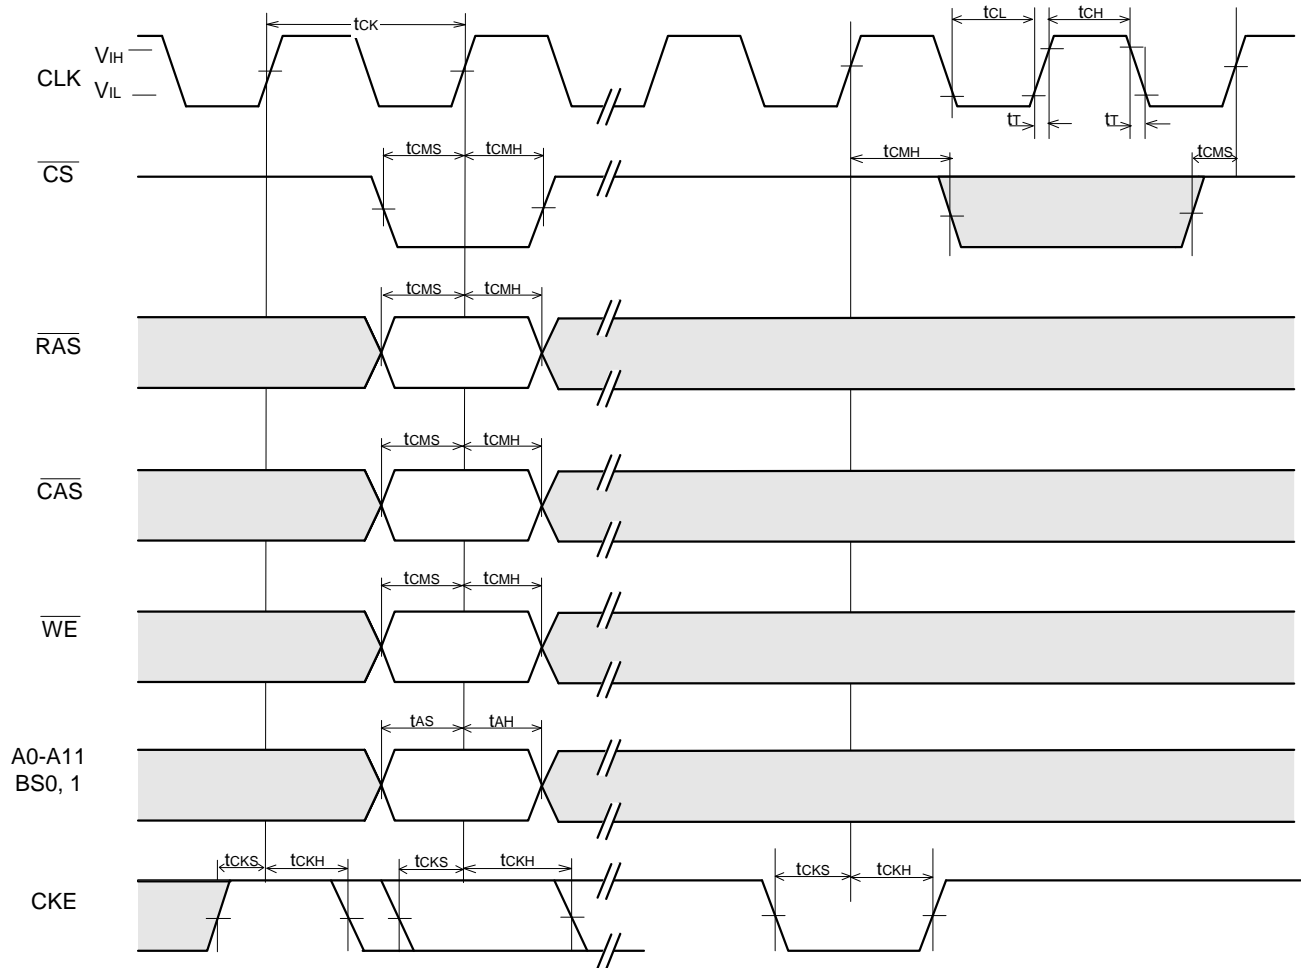 tCK
tCL
tCH
VIH
CLK
VIL
tT
tT
tCMS
tCMH
tCMH
tCMS
CS
tCMS
tCMH
RAS
tCMS
tCMH
CAS
tCMS
tCMH
WE
tAS
tAH
A0-A11
BS0, 1
tCKS
tCKH
tCKS
tCKH
tCKS
tCKH
CKE